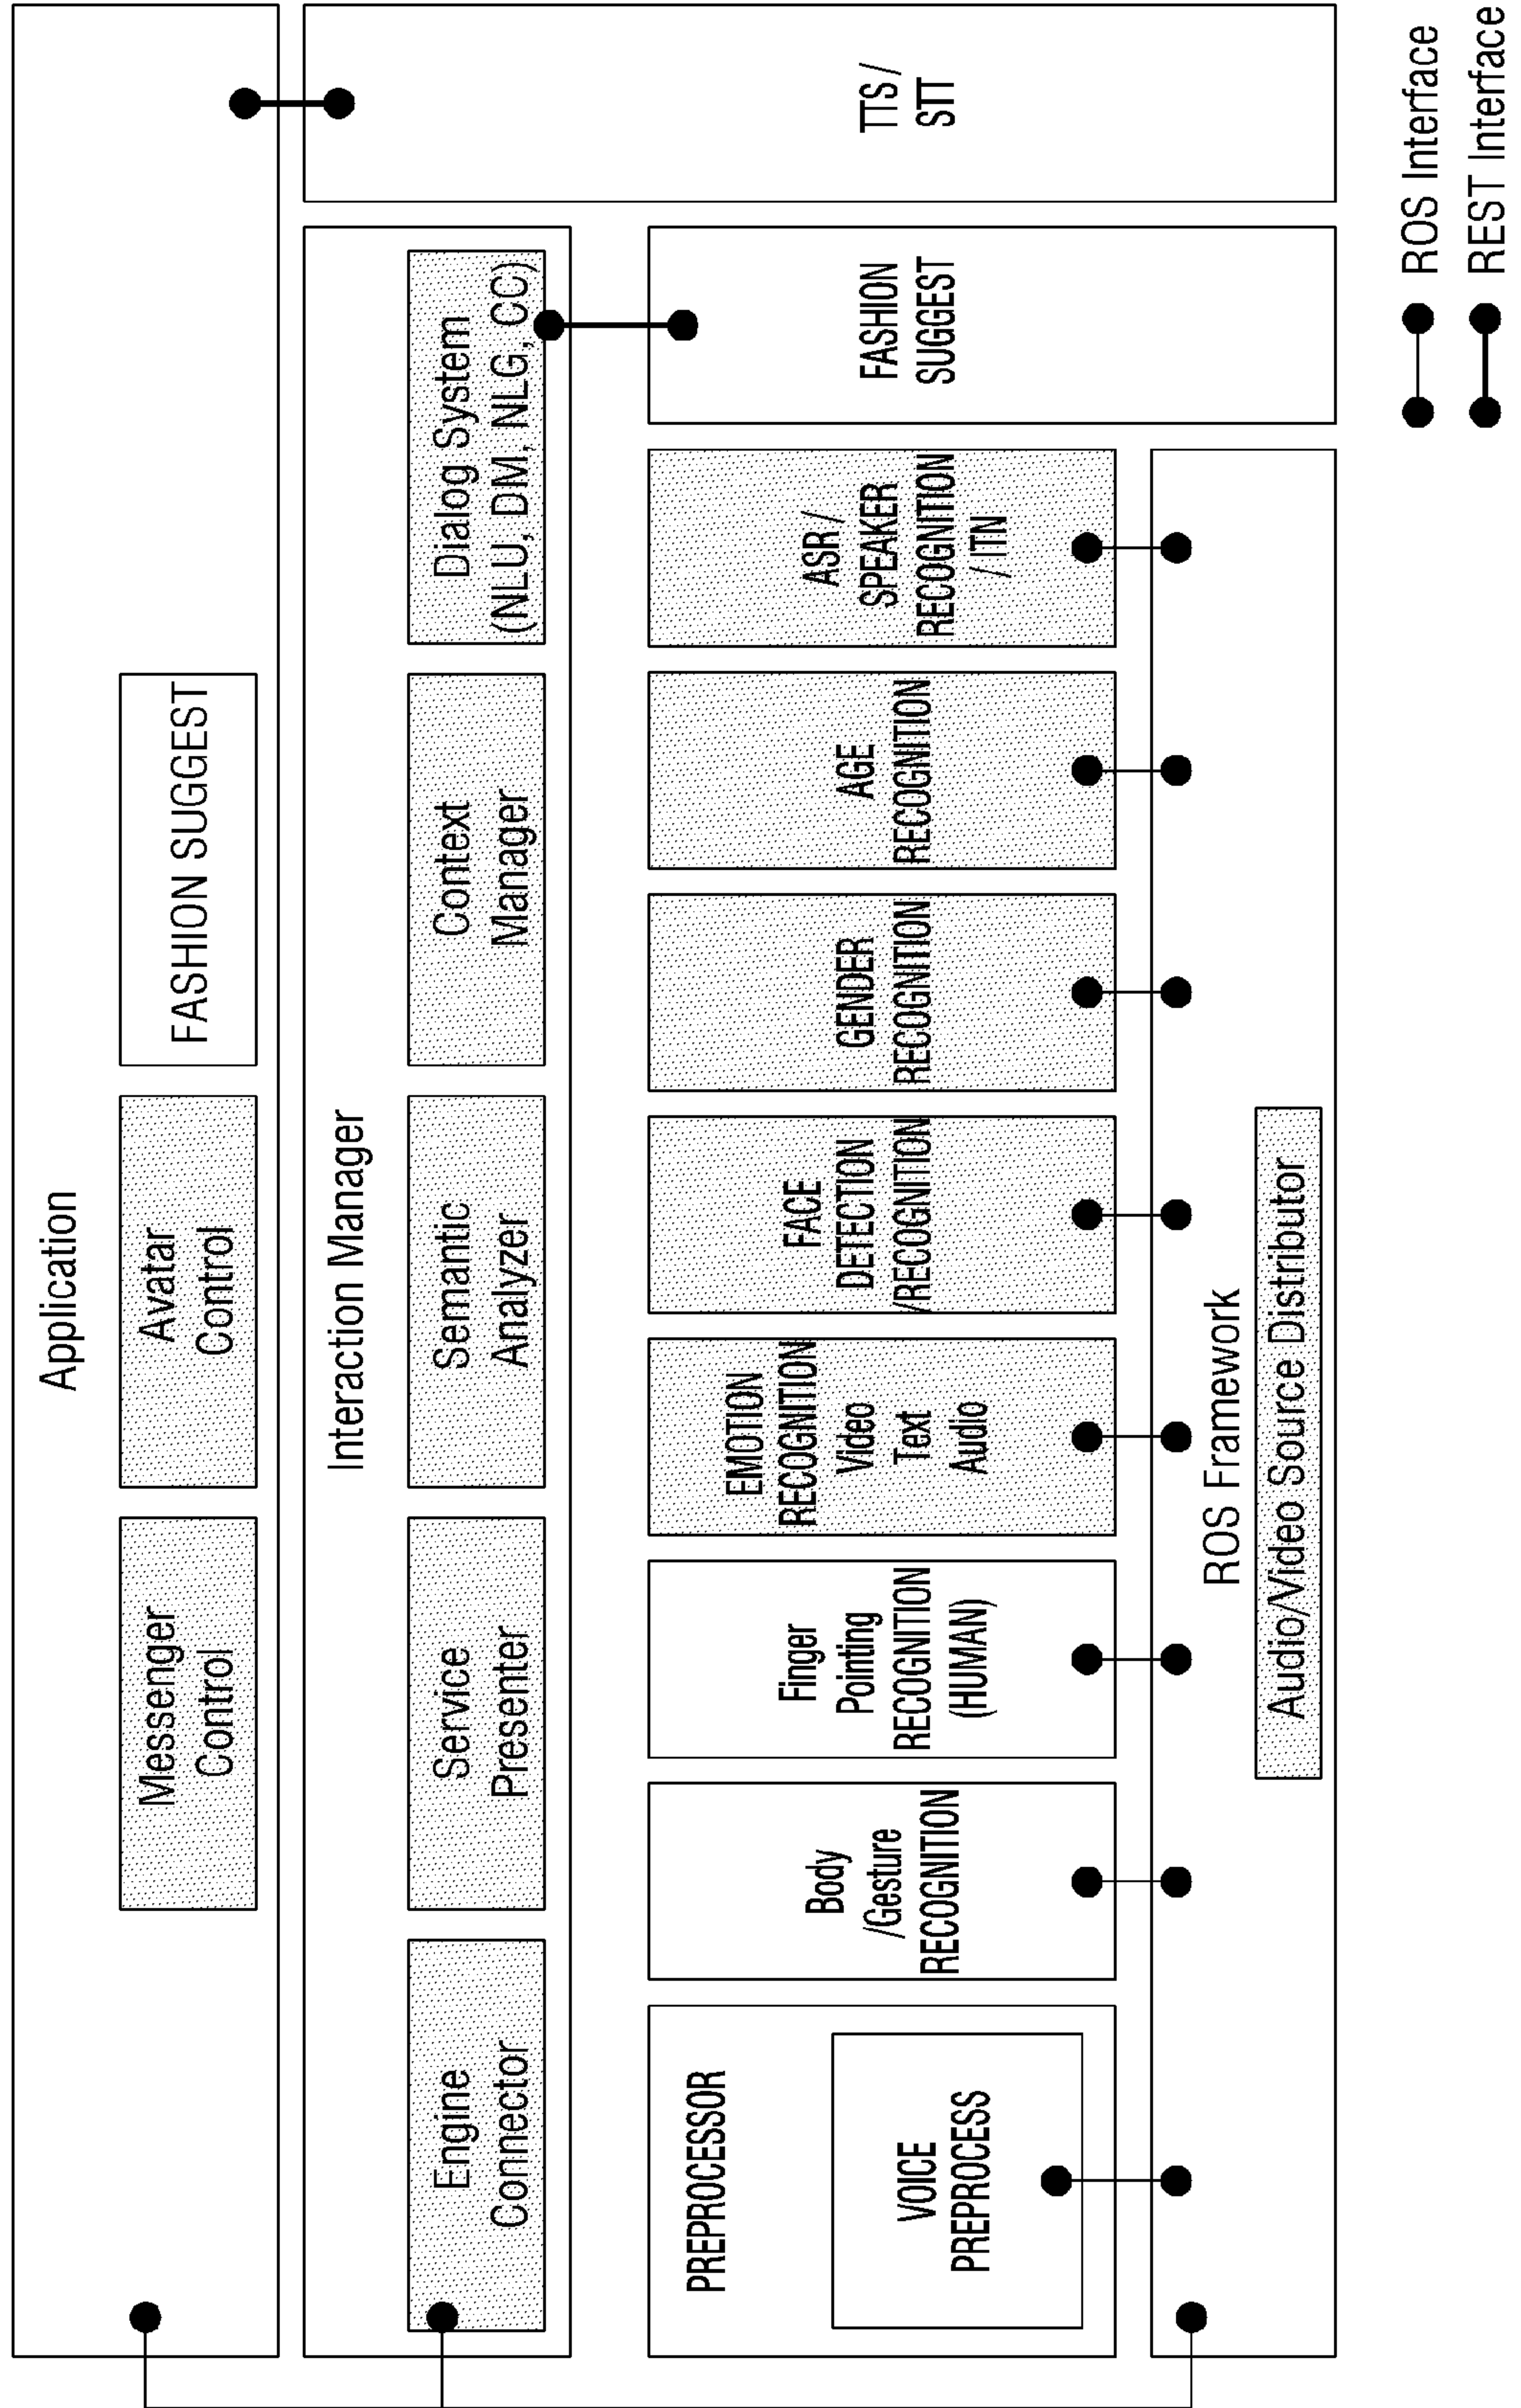 Application
Messenger
Control
Avatar
Control
FASHION SUGGEST
Interaction Manager
Engine
Connector
Service
Presenter
Semantic
Analyzer
Context
Manager
Dialog System
(NLU, DM, NLG, CC)
PREPROCESSOR
VOICE
PREPROCESS
Body
/Gesture
RECOGNITION
Finger
Pointing
RECOGNITION
(HUMAN)
EMOTION
RECOGNITION
Video
Text
Audio
FACE
DETECTION
/RECOGNITION
GENDER
RECOGNITION
AGE
RECOGNITION
ASR /
SPEAKER
RECOGNITION
/ ITN
FASHION
SUGGEST
TTS /
STT
ROS Framework
Audio/Video Source Distributor
ROS Interface
REST Interface